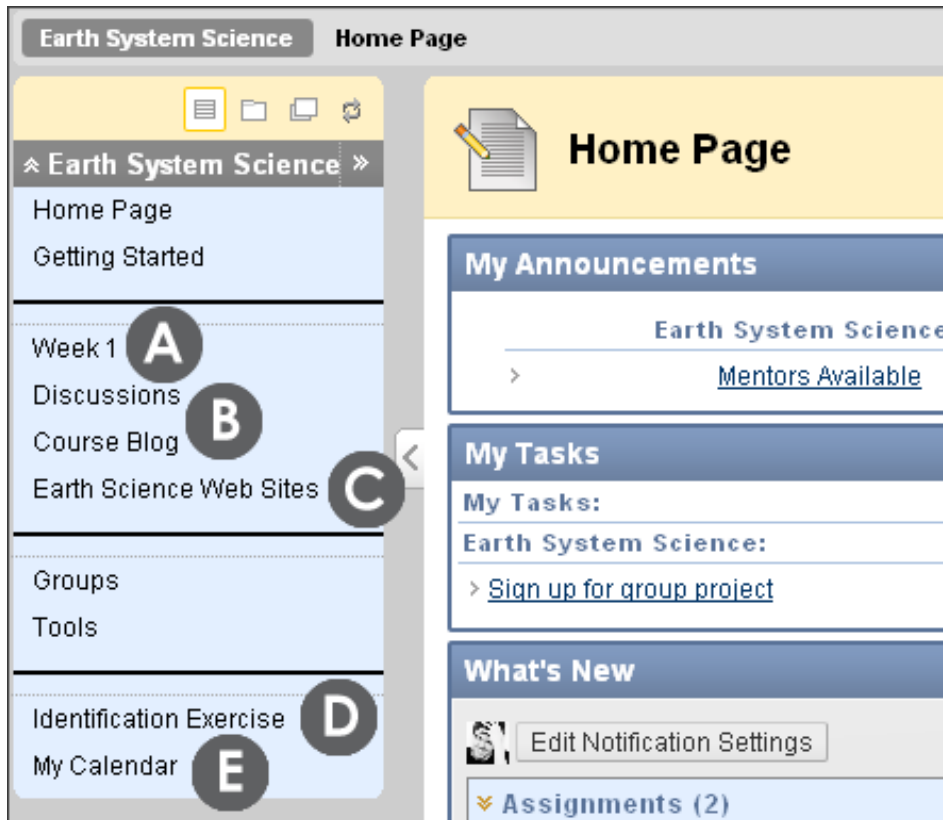 Earth System Science Home Page
Earth System Science
Home Page
Getting Started
Week 1 A
Discussions
B
Course Blog
Earth Science Web Sites C
Groups
Tools
Identification Exercise D
My Calendar E
Home Page
My Announcements
Earth System Science
Mentors Available
My Tasks
My Tasks:
Earth System Science:
Sign up for group project
What's New
Edit Notification Settings
Assignments (2)